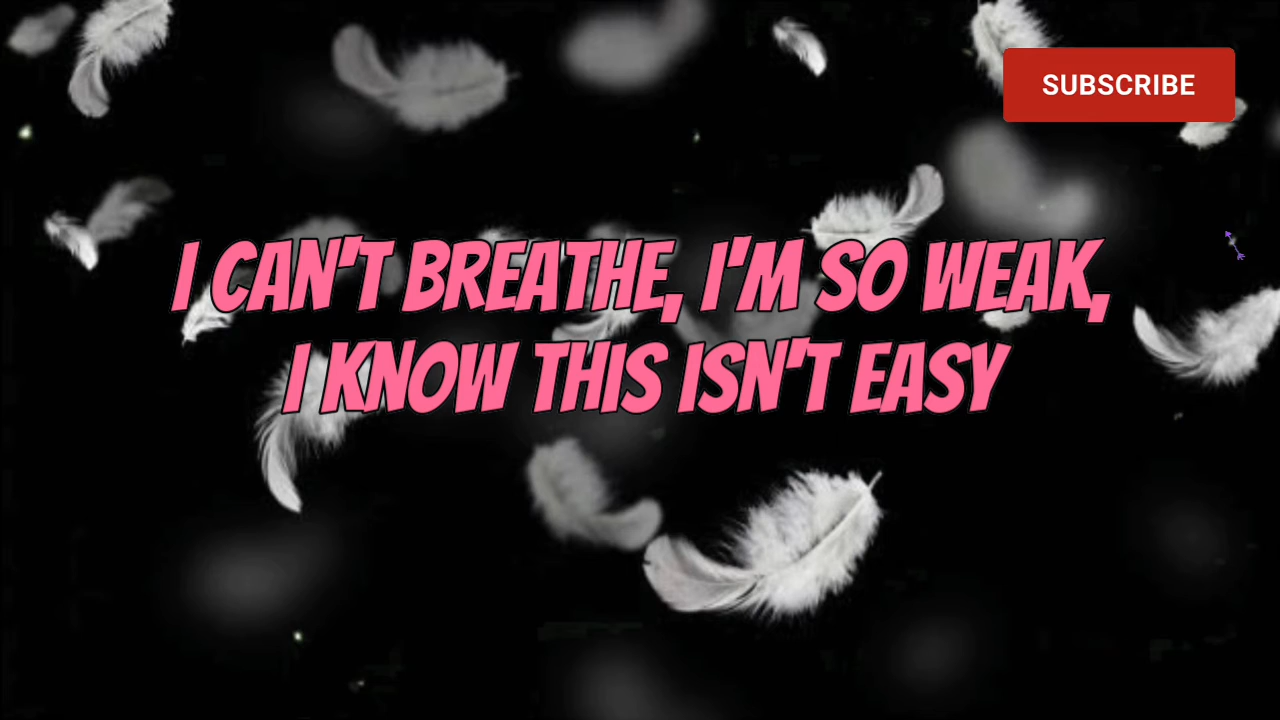 SUBSCRIBE
I CAN'T BREATHE, I'M SO WEAK,
I KNOW THIS ISN'T EASY